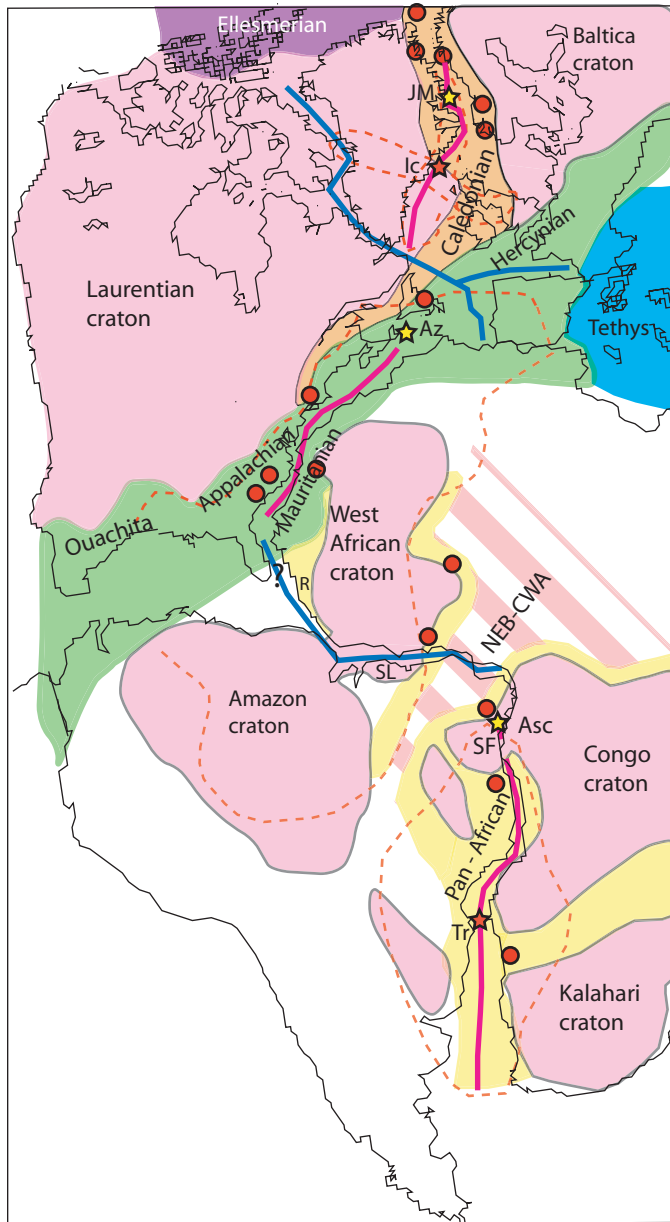 Ellesmerian
Baltica
craton
JM
Ic
Caledonian
Hercynian
Laurentian
craton
Tethys
Az
Appalachian
Mauritanian
Ouachita
West
African
craton
?
R
NEB-CWA
SL
Amazon
craton
Asc
SF
Congo
craton
Pan - African
Tr
Kalahari
craton